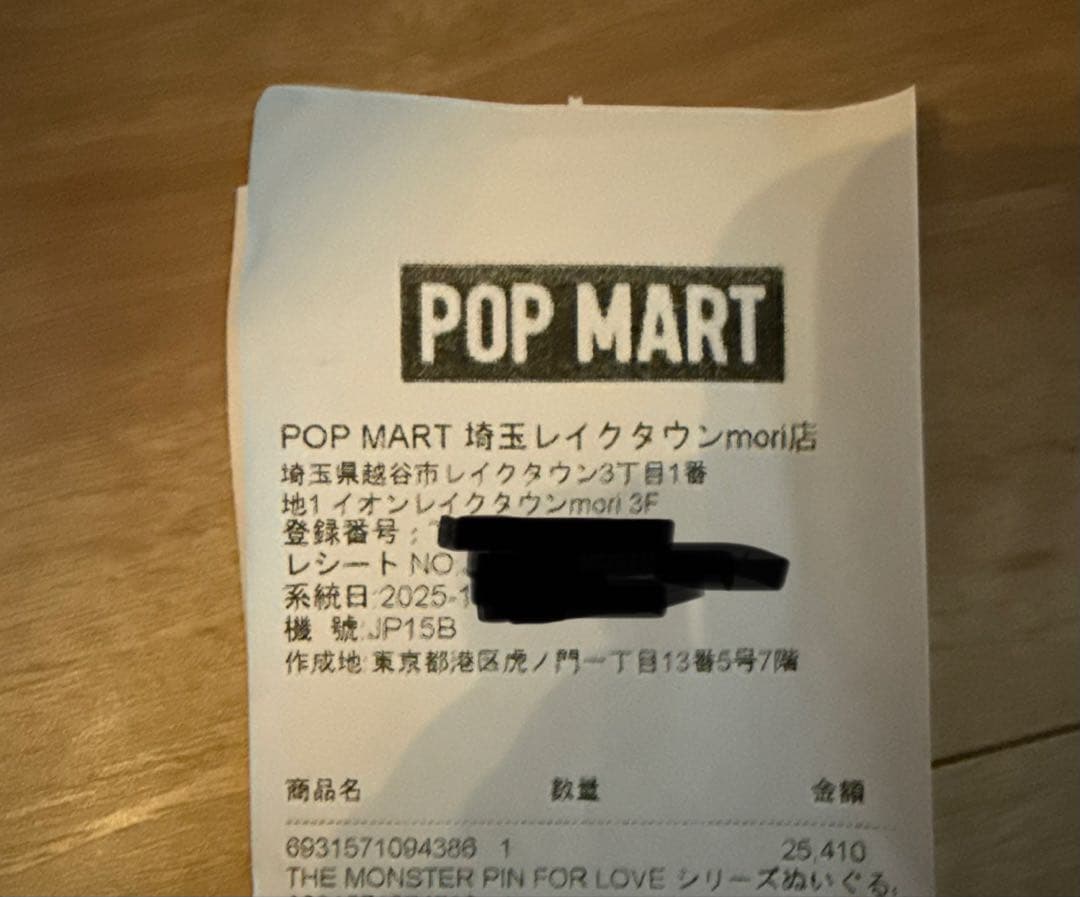 POP MART
POP MART 埼玉レイクタウンmori店
埼玉県越谷市レイクタウン3丁目1番
地1 イオンレイクタウンmori 3F
登録番号:
レシート NO.
系統日:2025-1
機 號:JP15B
作成地:東京都港区虎ノ門一丁目13番5号7階
商品名 数量 金額
6931571094386 1 25,410
THE MONSTER PIN FOR LOVE シリーズぬいぐる